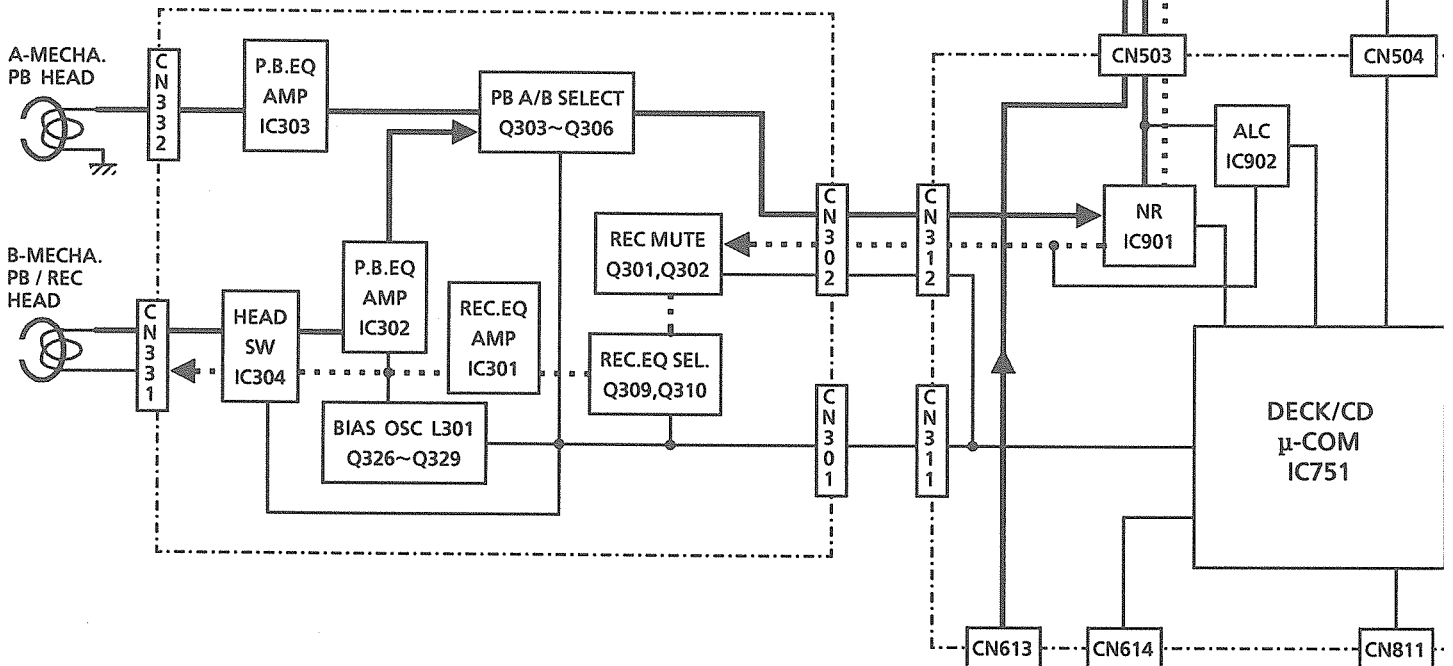 A-MECHA.
PB HEAD
CN332
P.B.EQ
AMP
IC303
PB A/B SELECT
Q303~Q306
CN503
CN504
ALC
IC902
NR
IC901
CN302
CN312
REC MUTE
Q301,Q302
B-MECHA.
PB / REC
HEAD
CN331
HEAD
SW
IC304
P.B.EQ
AMP
IC302
REC.EQ
AMP
IC301
REC.EQ SEL.
Q309,Q310
BIAS OSC L301
Q326~Q329
CN301
CN311
DECK/CD
μ-COM
IC751
CN613
CN614
CN811